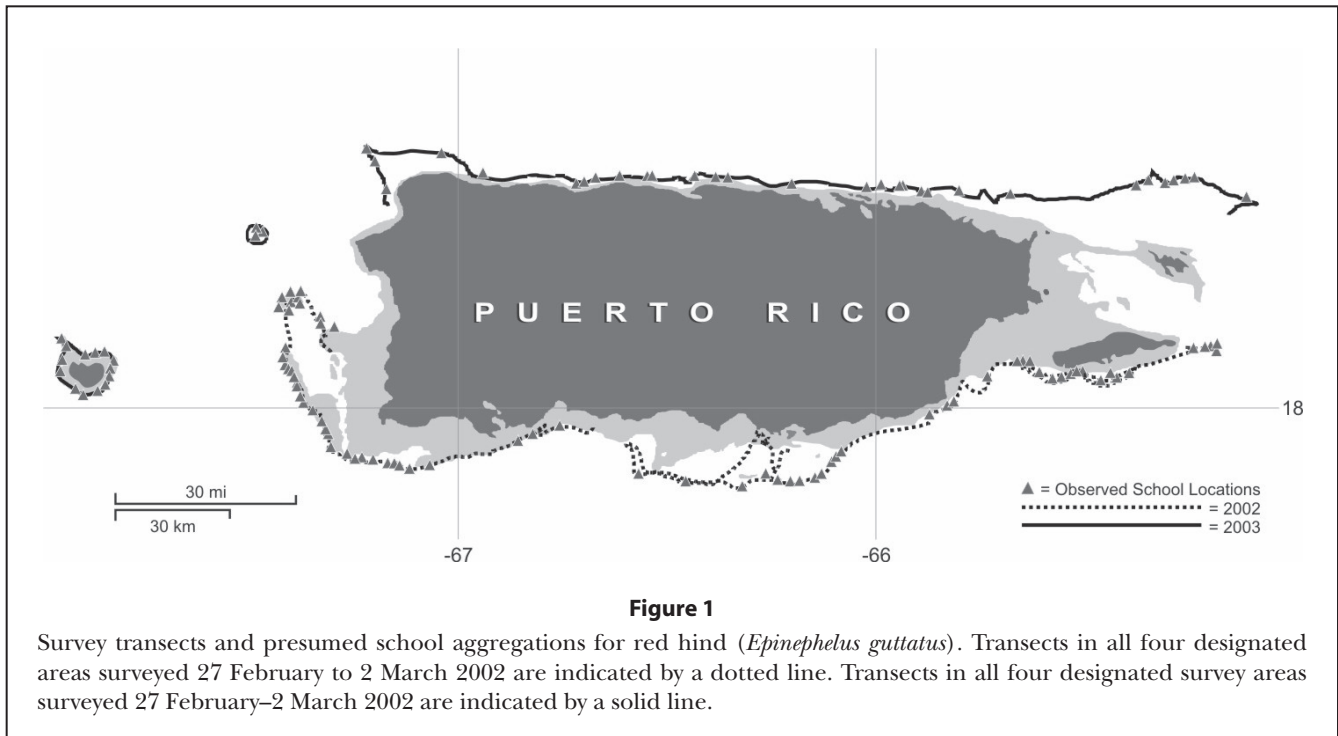 PUERTO RICO
18
30 mi
30 km
▲ = Observed School Locations
= 2002
= 2003
-67
-66
Figure 1
Survey transects and presumed school aggregations for red hind (Epinephelus guttatus). Transects in all four designated
areas surveyed 27 February to 2 March 2002 are indicated by a dotted line. Transects in all four designated survey areas
surveyed 27 February–2 March 2002 are indicated by a solid line.